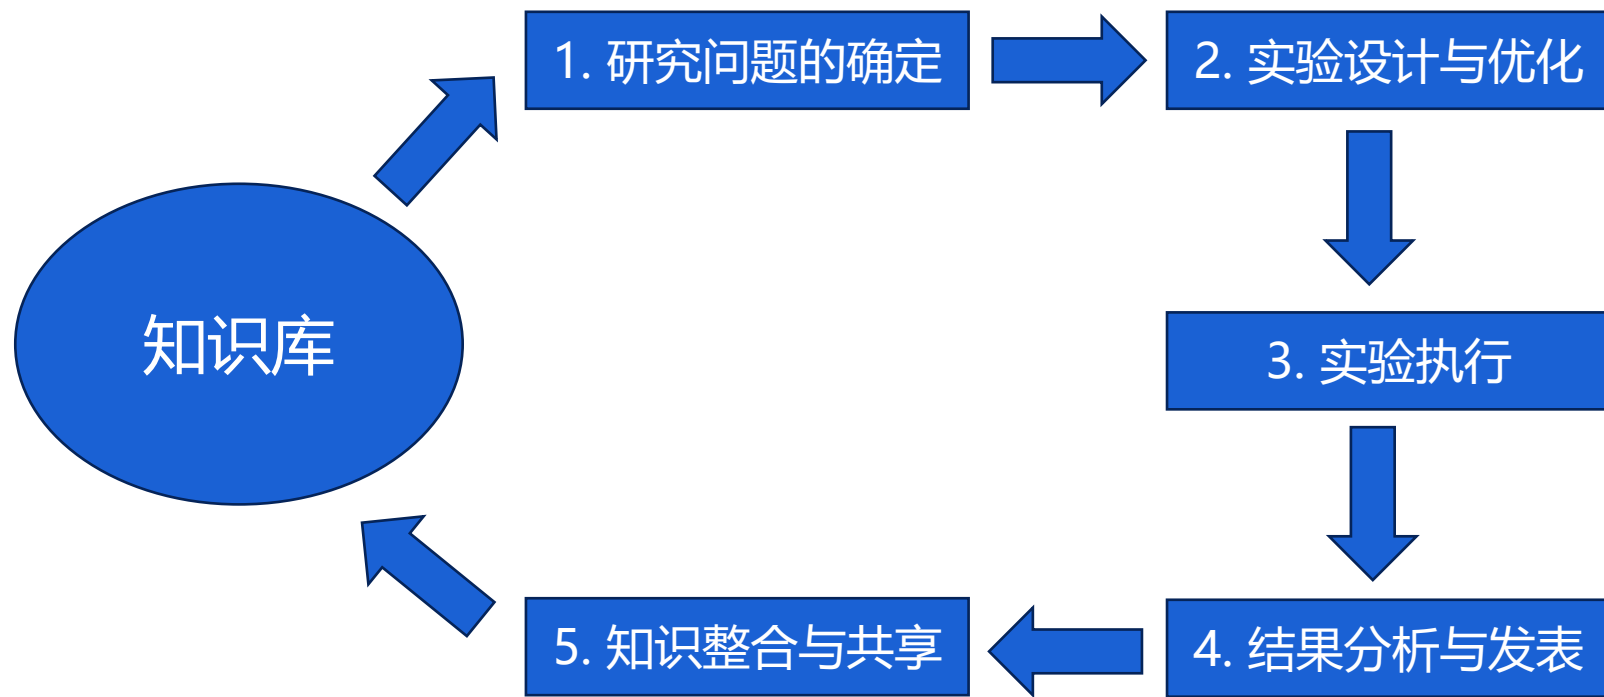 1. 研究问题的确定
2. 实验设计与优化
知识库
3. 实验执行
5. 知识整合与共享
4. 结果分析与发表